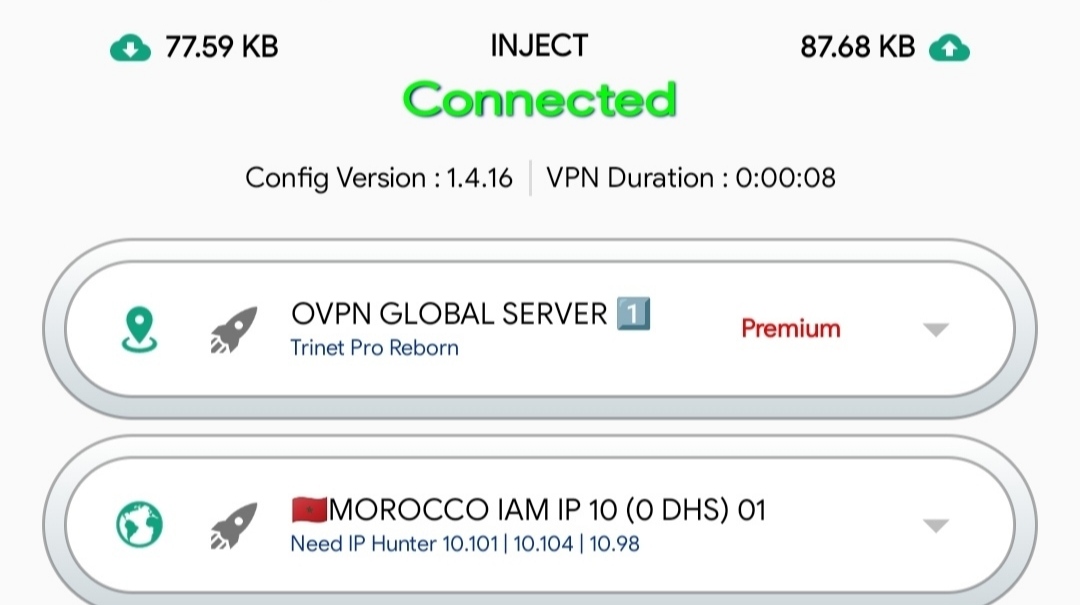 77.59 KB INJECT 87.68 KB
Connected
Config Version : 1.4.16 VPN Duration : 0:00:08
OVPN GLOBAL SERVER 1️⃣
Trinet Pro Reborn
Premium
🇲🇦MOROCCO IAM IP 10 (0 DHS) 01
Need IP Hunter 10.101 | 10.104 | 10.98